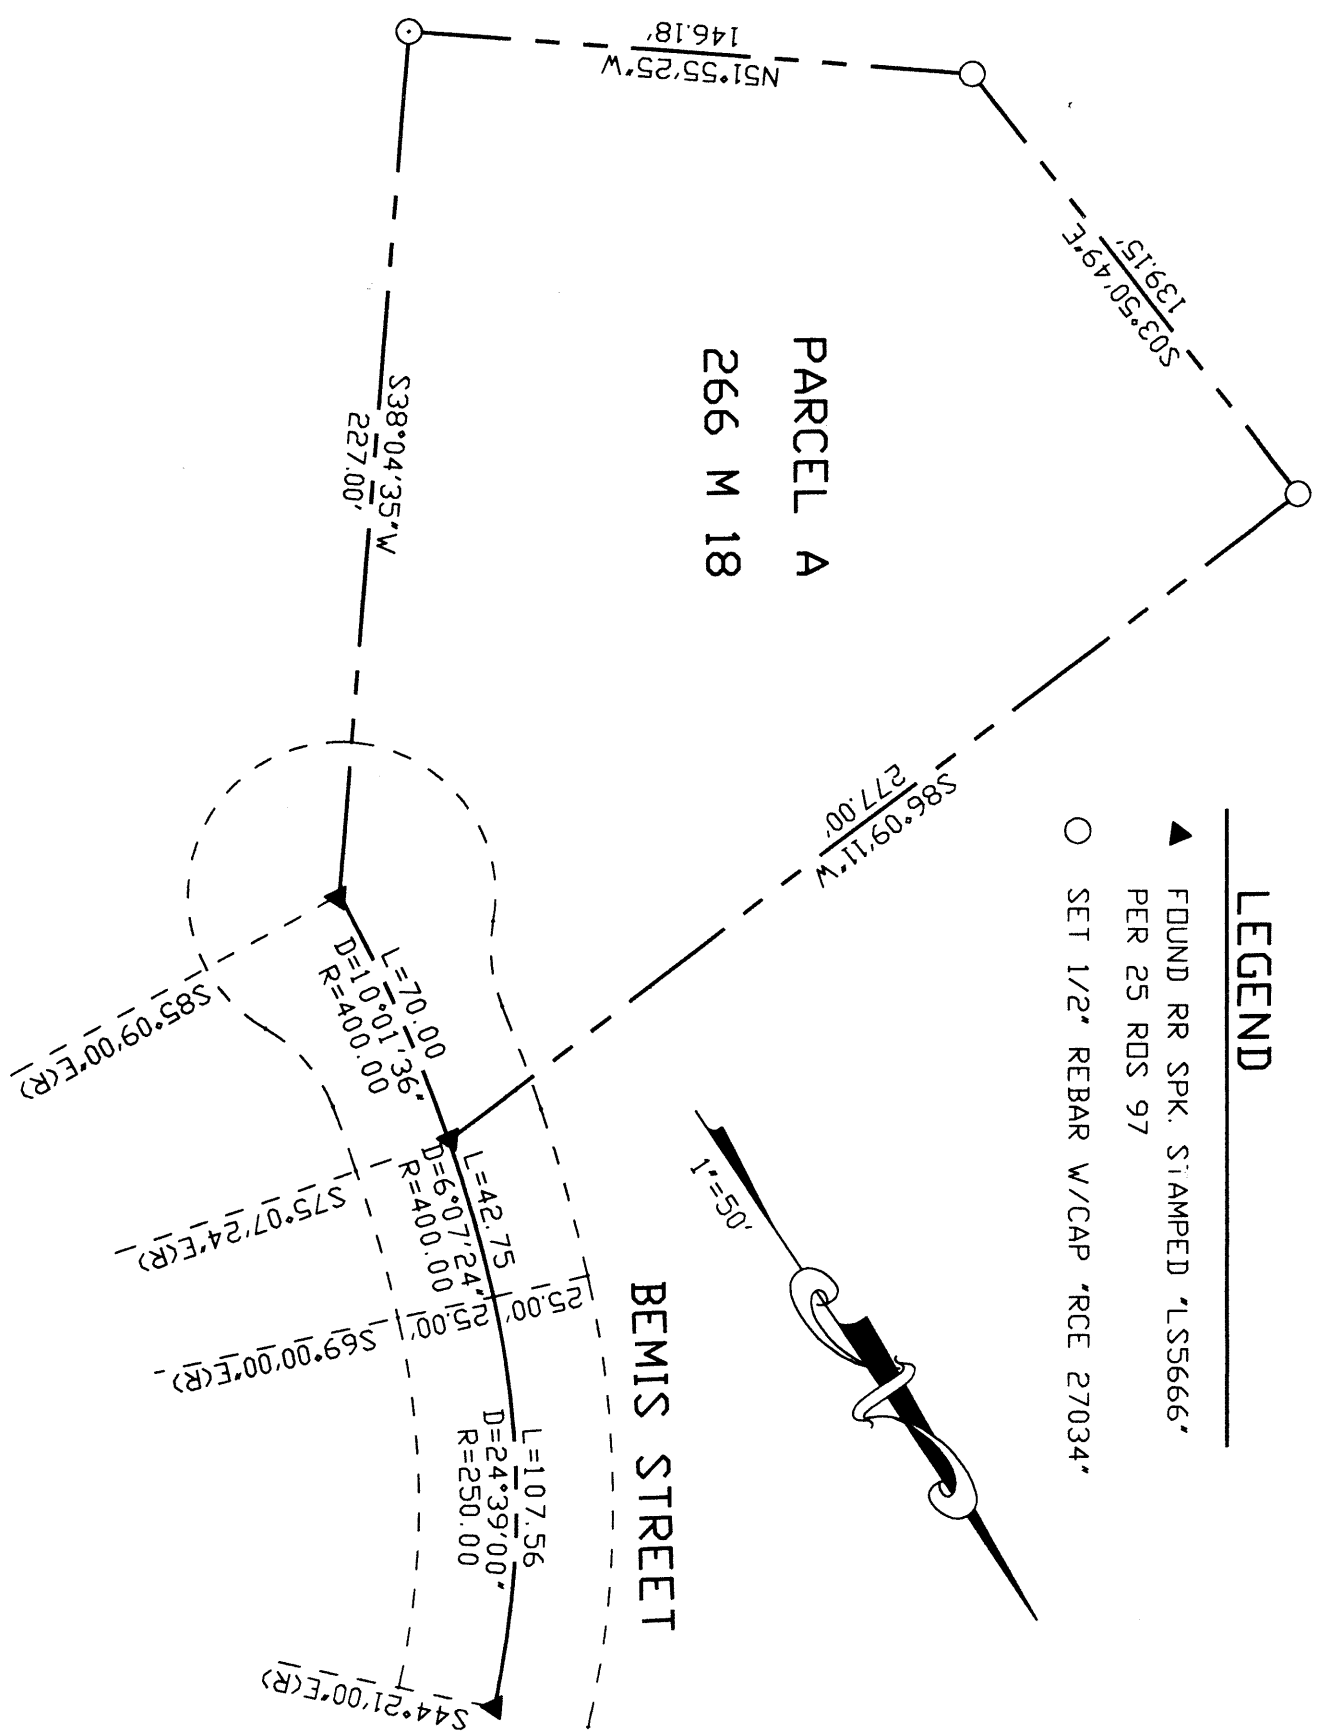 LEGEND
▲ FOUND RR SPK. STAMPED "LS5666"
PER 25 ROS 97
○ SET 1/2" REBAR W/CAP "RCE 27034"
N51°55'25"W
146.18'
S03°50'49"E
139.15'
PARCEL A
266 M 18
S38°04'35"W
227.00'
S86°09'11"W
277.00'
1"=50'
L=70.00
D=10°01'36"
R=400.00
S85°09'00"E(R)
L=42.75
D=6°07'24"
R=400.00
S75°07'24"E(R)
25.00'
25.00'
S69°00'00"E(R)
BEMIS STREET
L=107.56
D=24°39'00"
R=250.00
S44°21'00"E(R)